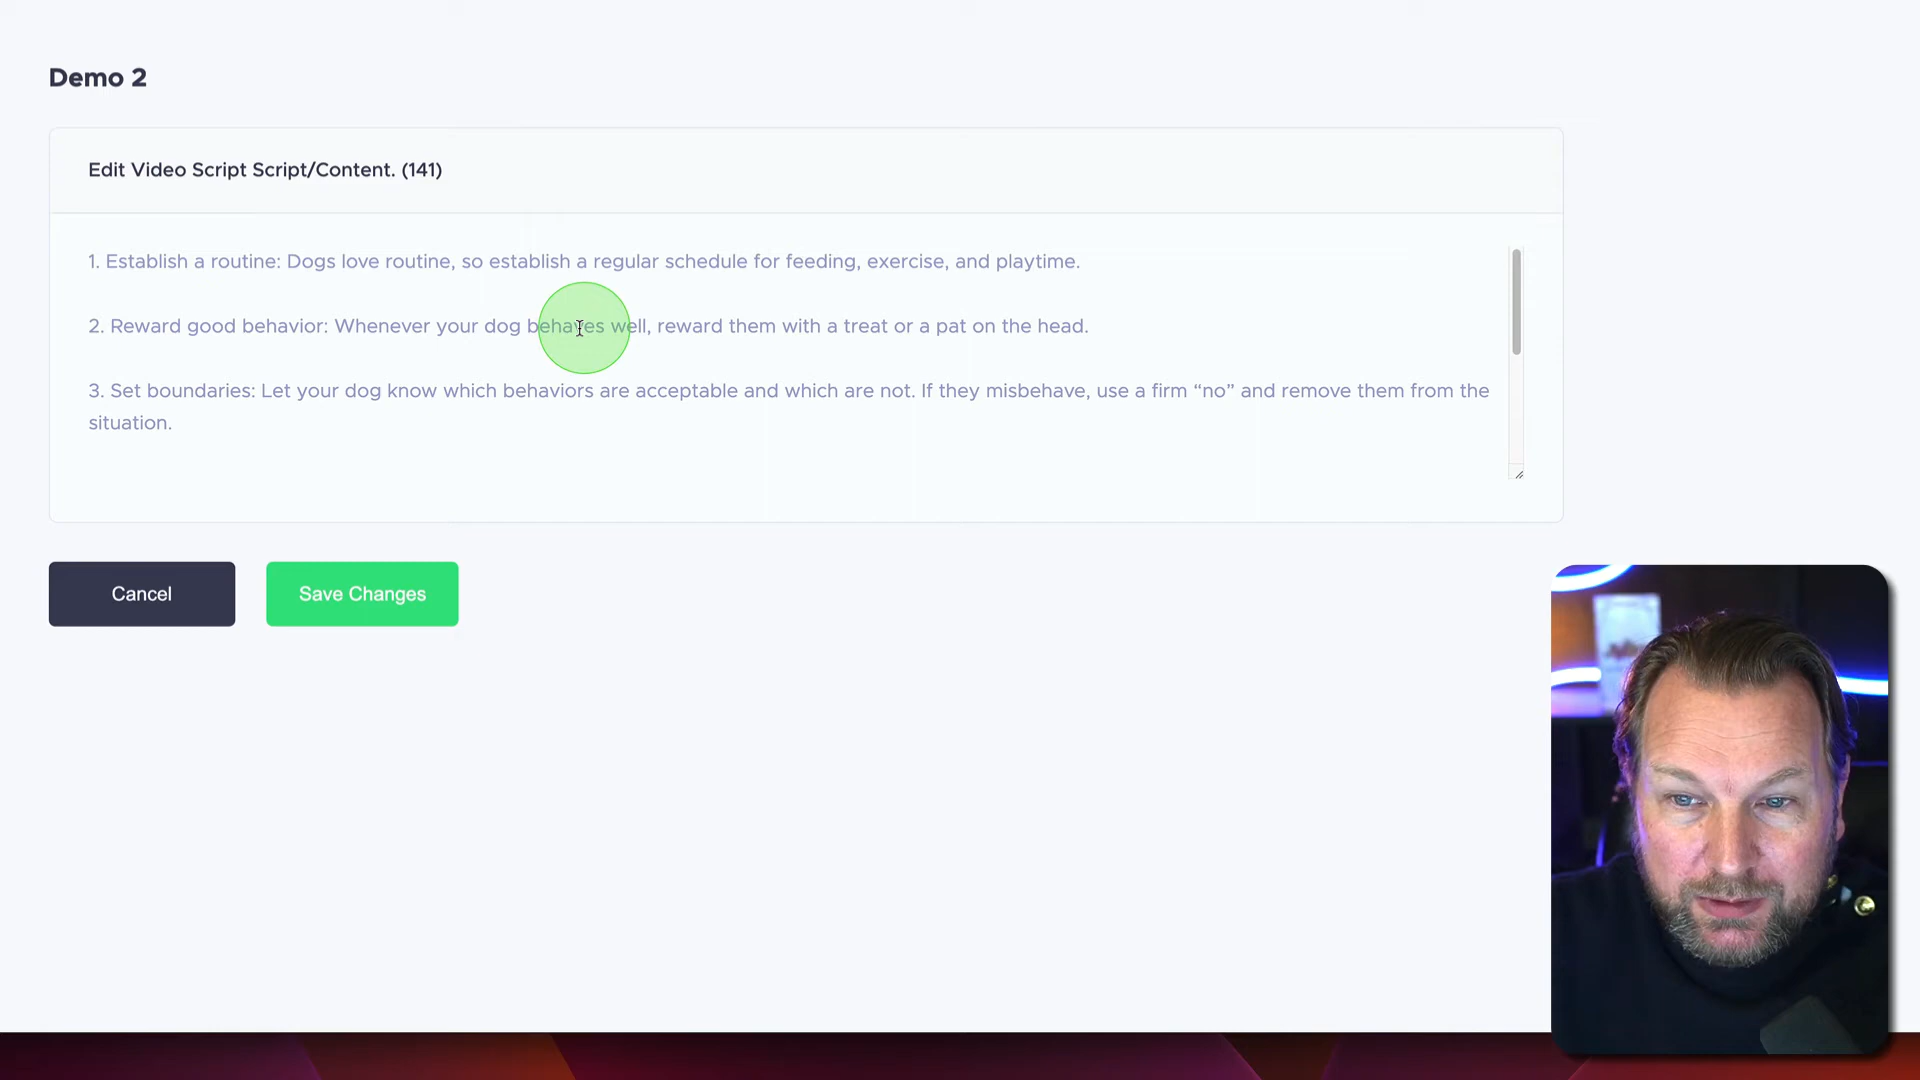 Demo 2
Edit Video Script Script/Content. (141)
1. Establish a routine: Dogs love routine, so establish a regular schedule for feeding, exercise, and playtime.
2. Reward good behavior: Whenever your dog behaves well, reward them with a treat or a pat on the head.
3. Set boundaries: Let your dog know which behaviors are acceptable and which are not. If they misbehave, use a firm “no” and remove them from the
situation.
Cancel
Save Changes